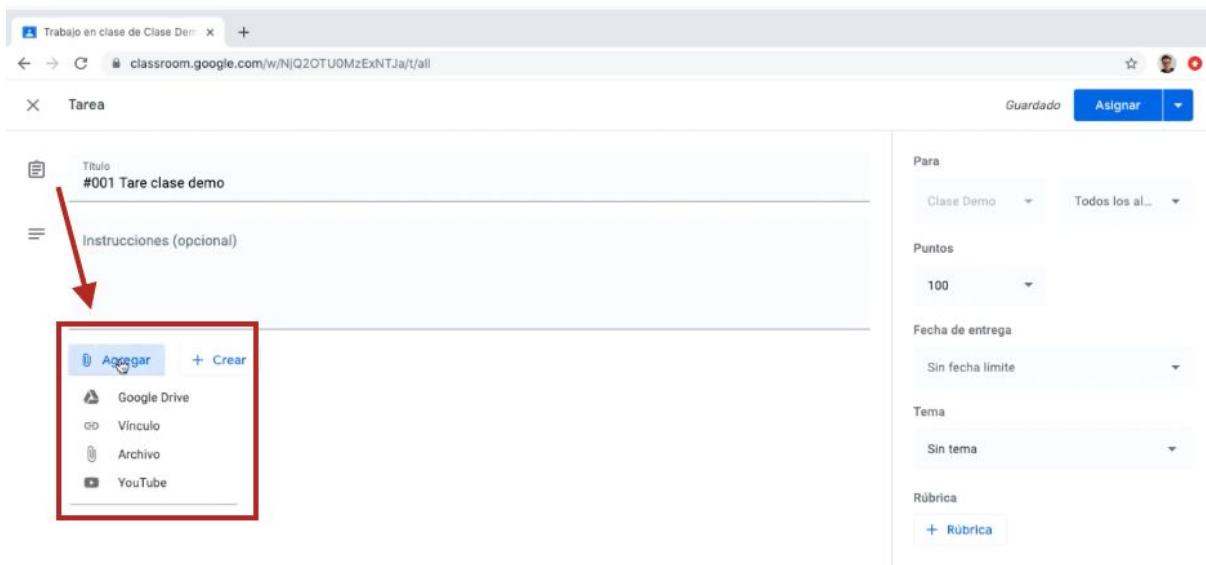 Trabajo en clase de Clase Dem
classroom.google.com/w/NjQ2OTU0MzExNTJa/t/all
Tarea
Guardado
Asignar
Título
#001 Tare clase demo
Instrucciones (opcional)
Agregar
+ Crear
Google Drive
Vínculo
Archivo
YouTube
Para
Clase Demo
Todos los al...
Puntos
100
Fecha de entrega
Sin fecha límite
Tema
Sin tema
Rúbrica
+ Rúbrica